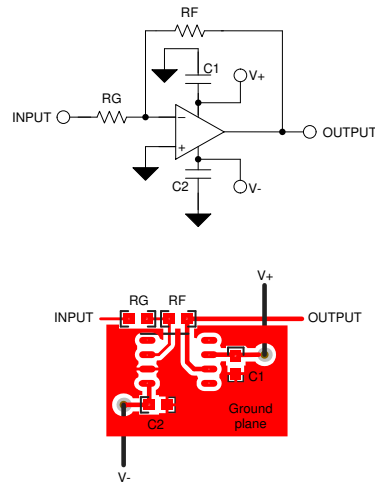 RF
C1
V+
RG
INPUT
−
+
OUTPUT
C2
V-
V+
RG RF
INPUT OUTPUT
C1
C2
Ground
plane
V-